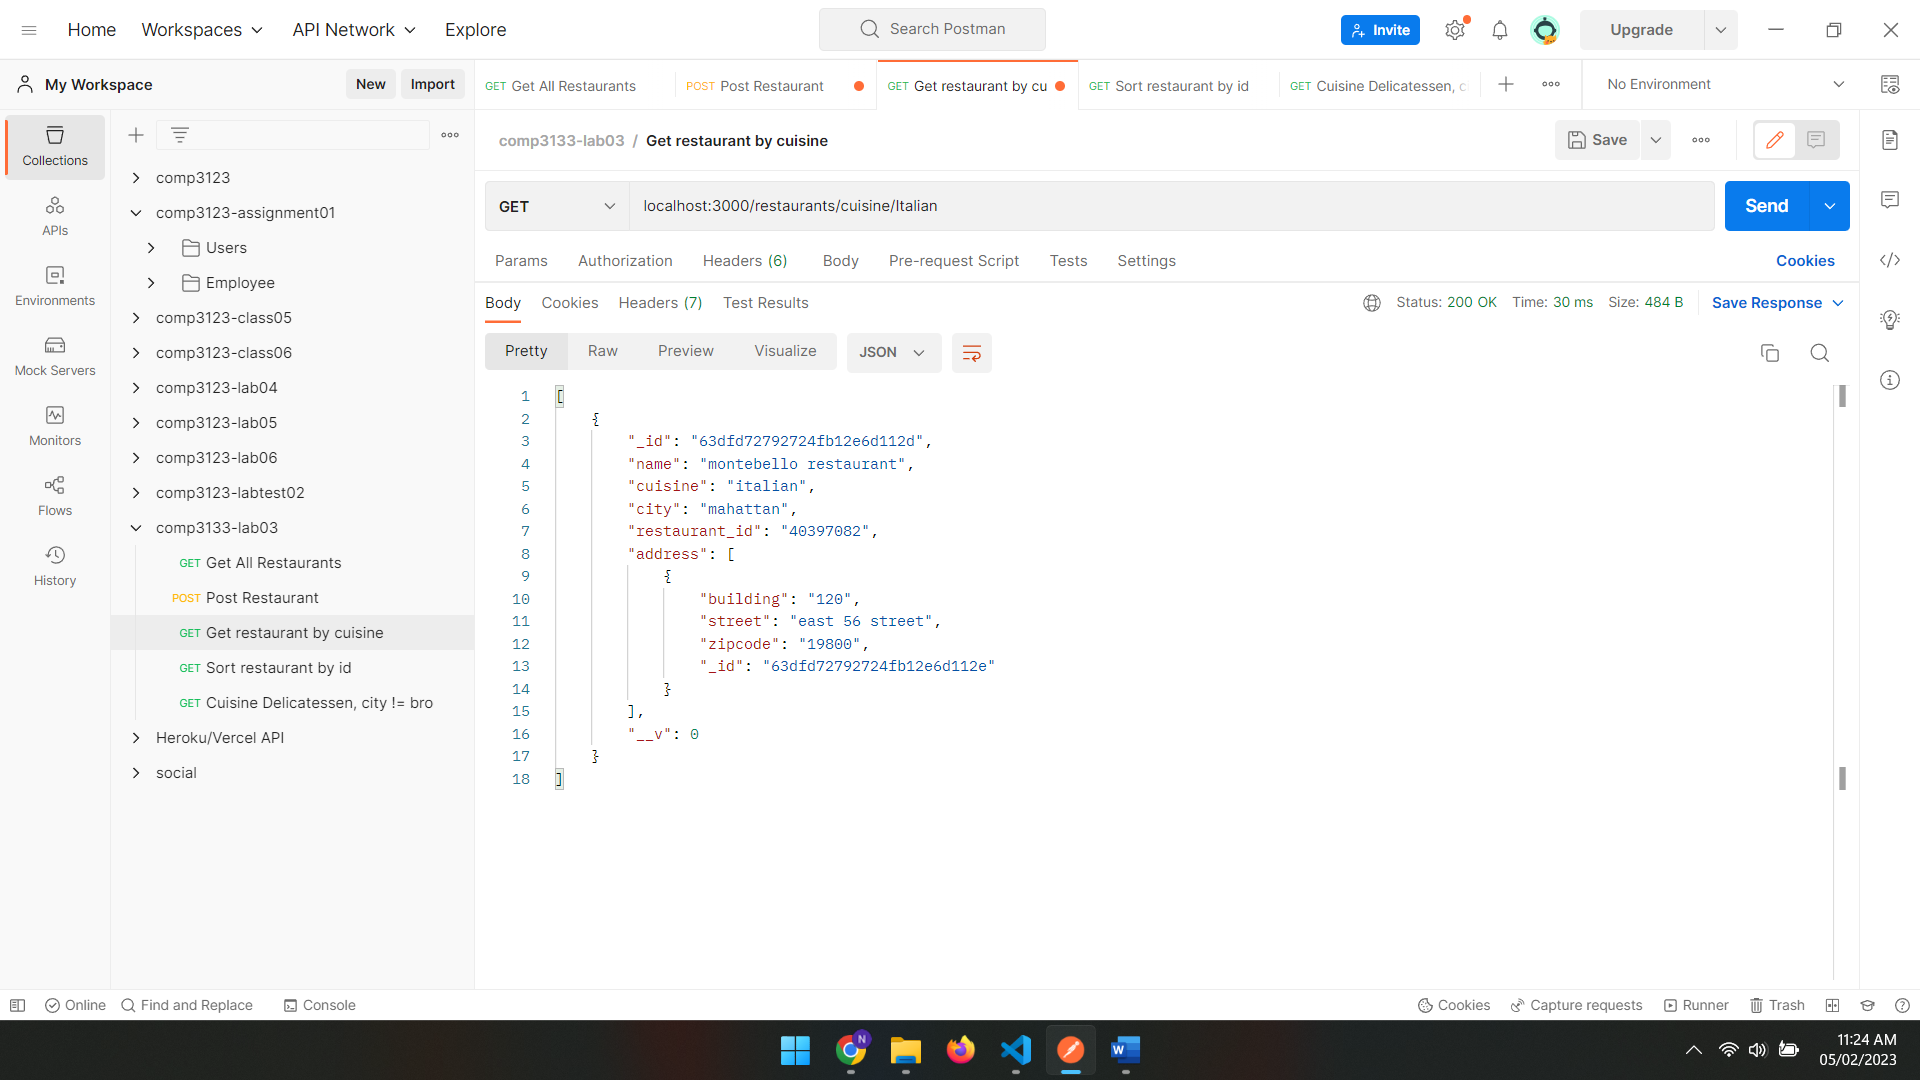 Home Workspaces API Network Explore Search Postman Invite Upgrade
My Workspace New Import
GET Get All Restaurants POST Post Restaurant GET Get restaurant by cu GET Sort restaurant by id GET Cuisine Delicatessen, c No Environment
Collections
APIs
Environments
Mock Servers
Monitors
Flows
History
comp3123
comp3123-assignment01
Users
Employee
comp3123-class05
comp3123-class06
comp3123-lab04
comp3123-lab05
comp3123-lab06
comp3123-labtest02
comp3133-lab03
GET Get All Restaurants
POST Post Restaurant
GET Get restaurant by cuisine
GET Sort restaurant by id
GET Cuisine Delicatessen, city != bro
Heroku/Vercel API
social
comp3133-lab03 / Get restaurant by cuisine Save
GET localhost:3000/restaurants/cuisine/Italian Send
Params Authorization Headers (6) Body Pre-request Script Tests Settings Cookies
Body Cookies Headers (7) Test Results Status: 200 OK Time: 30 ms Size: 484 B Save Response
Pretty Raw Preview Visualize JSON
1 [
2 {
3 "_id": "63dfd72792724fb12e6d112d",
4 "name": "montebello restaurant",
5 "cuisine": "italian",
6 "city": "mahattan",
7 "restaurant_id": "40397082",
8 "address": [
9 {
10 "building": "120",
11 "street": "east 56 street",
12 "zipcode": "19800",
13 "_id": "63dfd72792724fb12e6d112e"
14 }
15 ],
16 "__v": 0
17 }
18 ]
Online Find and Replace Console Cookies Capture requests Runner Trash
N
W
11:24 AM
05/02/2023